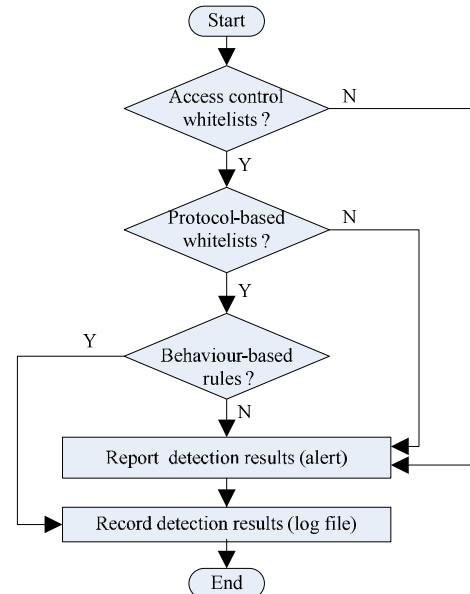 Start
Access control
whitelists ?
N
Y
Protocol-based
whitelists ?
N
Y
Behaviour-based
rules ?
Y
N
Report detection results (alert)
Record detection results (log file)
End